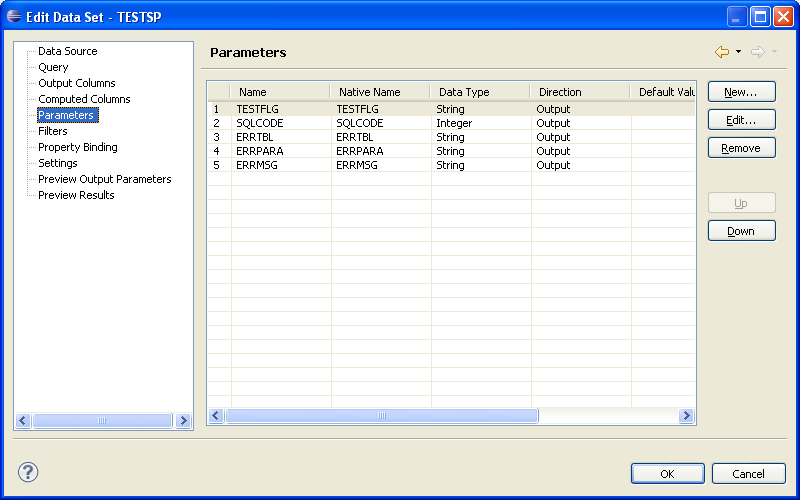 Edit Data Set - TESTSP
Data Source
Query
Output Columns
Computed Columns
Parameters
Filters
Property Binding
Settings
Preview Output Parameters
Preview Results
Parameters
Name Native Name Data Type Direction Default Valu
1 TESTFLG TESTFLG String Output
2 SQLCODE SQLCODE Integer Output
3 ERRTBL ERRTBL String Output
4 ERRPARA ERRPARA String Output
5 ERRMSG ERRMSG String Output
New...
Edit...
Remove
Up
Down
?
OK Cancel